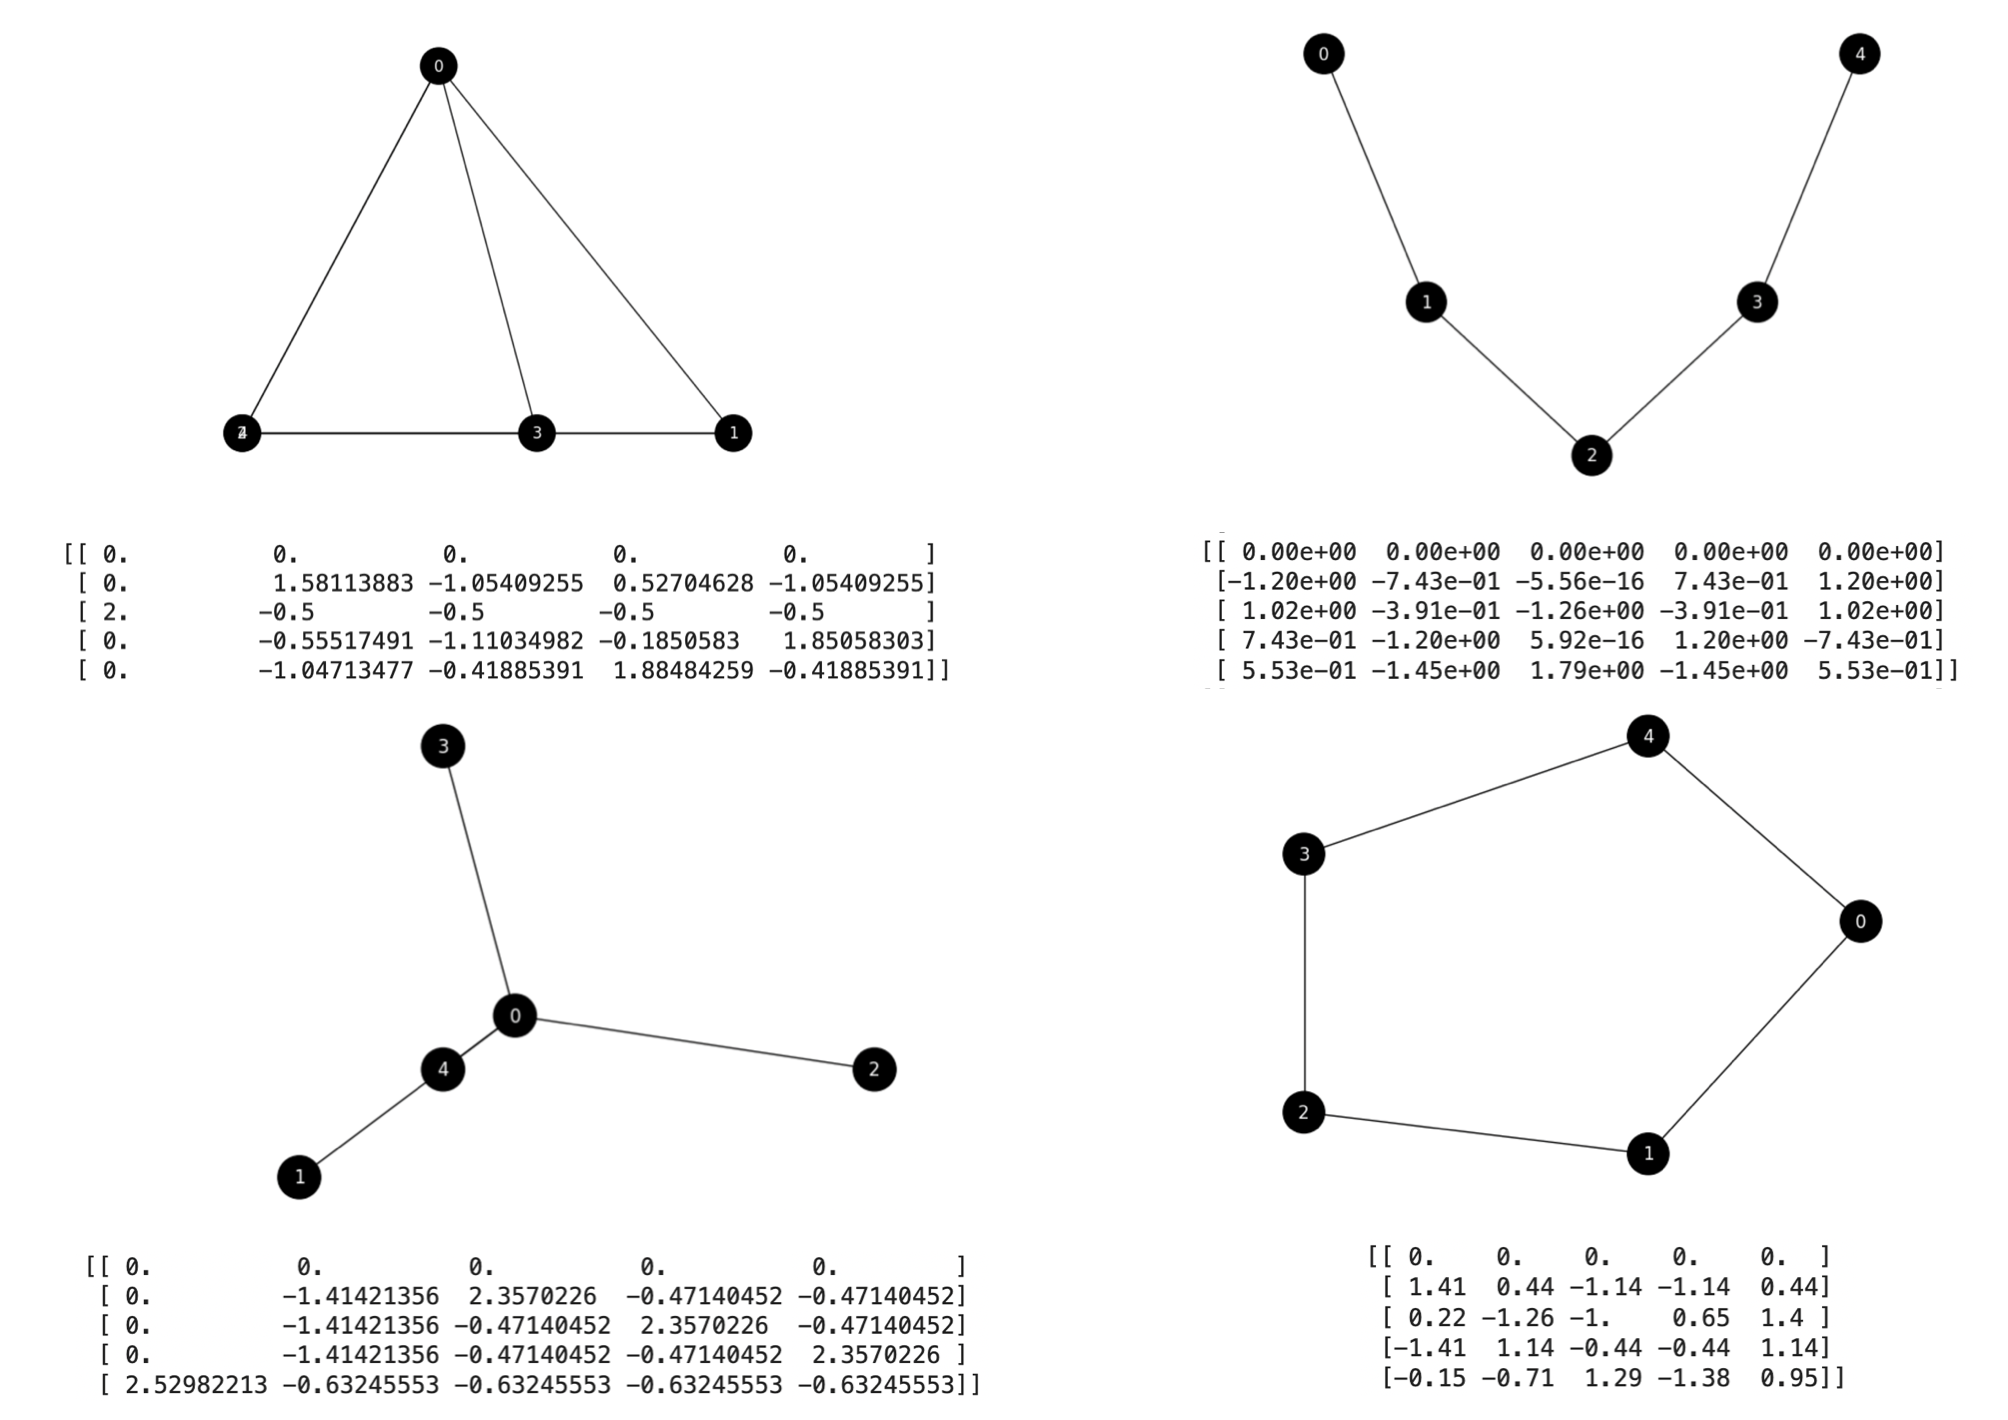 0
2 4 3 1
[[ 0. 0. 0. 0. 0. ]
[ 0. 1.58113883 −1.05409255 0.52704628 −1.05409255]
[ 2. −0.5 −0.5 −0.5 −0.5 ]
[ 0. −0.55517491 −1.11034982 −0.1850583 1.85058303]
[ 0. −1.04713477 −0.41885391 1.88484259 −0.41885391]]
0 4
1 3
2
[[ 0.00e+00 0.00e+00 0.00e+00 0.00e+00 0.00e+00]
[−1.20e+00 −7.43e−01 −5.56e−16 7.43e−01 1.20e+00]
[ 1.02e+00 −3.91e−01 −1.26e+00 −3.91e−01 1.02e+00]
[ 7.43e−01 −1.20e+00 5.92e−16 1.20e+00 −7.43e−01]
[ 5.53e−01 −1.45e+00 1.79e+00 −1.45e+00 5.53e−01]]
3
0
4 2
1
[[ 0. 0. 0. 0. 0. ]
[ 0. −1.41421356 2.3570226 −0.47140452 −0.47140452]
[ 0. −1.41421356 −0.47140452 2.3570226 −0.47140452]
[ 0. −1.41421356 −0.47140452 −0.47140452 2.3570226 ]
[ 2.52982213 −0.63245553 −0.63245553 −0.63245553 −0.63245553]]
4
3
0
2
1
[[ 0. 0. 0. 0. 0. ]
[ 1.41 0.44 −1.14 −1.14 0.44]
[ 0.22 −1.26 −1. 0.65 1.4 ]
[−1.41 1.14 −0.44 −0.44 1.14]
[−0.15 −0.71 1.29 −1.38 0.95]]